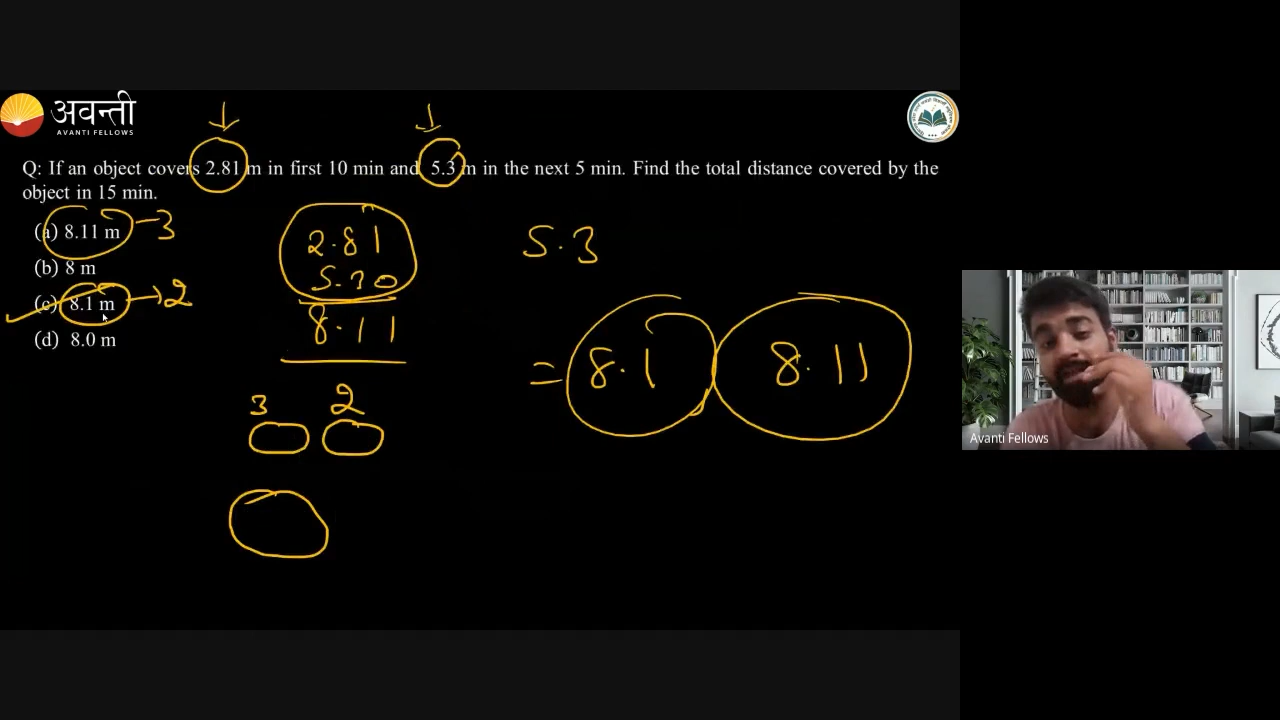 अवन्ती
AVANTI FELLOWS
Q: If an object covers 2.81 m in first 10 min and 5.3 m in the next 5 min. Find the total distance covered by the
object in 15 min.
(a) 8.11 m – 3
(b) 8 m
(c) 8.1 m → 2
(d) 8.0 m
2.81
5.30
8.11
3 2
5.3
= 8.1 8.11
Avanti Fellows